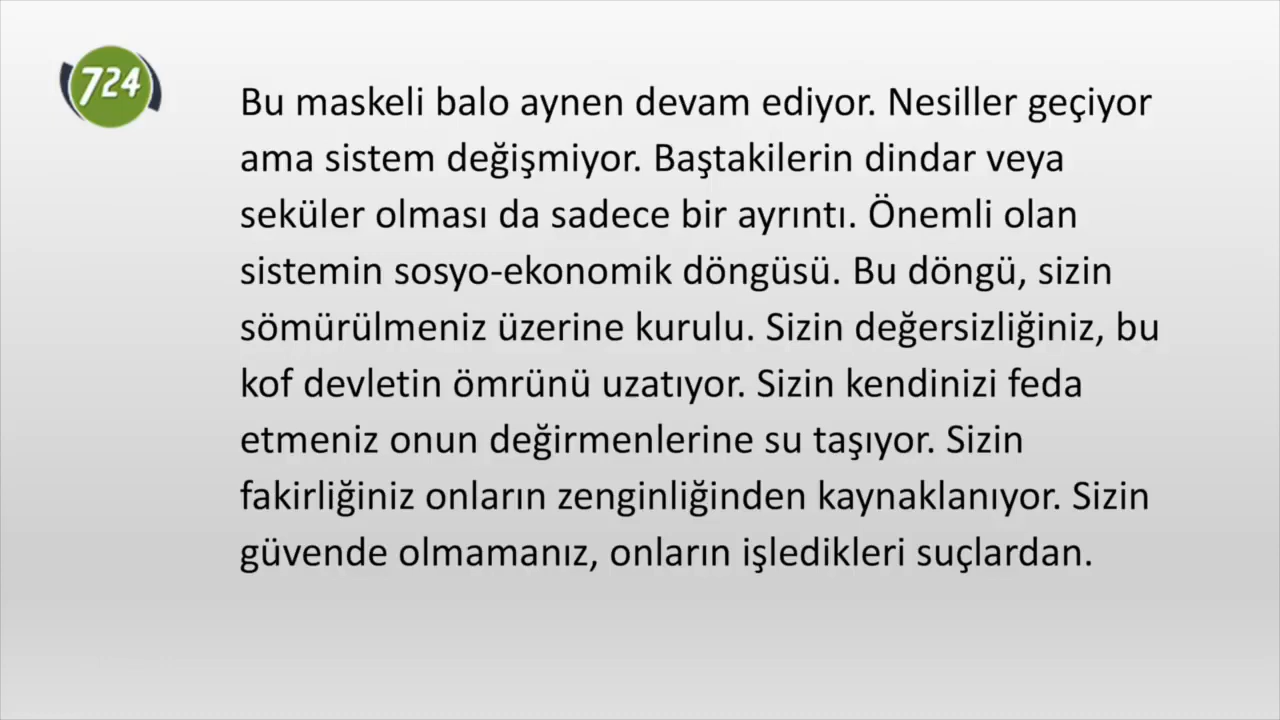 724
Bu maskeli balo aynen devam ediyor. Nesiller geçiyor
ama sistem değişmiyor. Baştakilerin dindar veya
seküler olması da sadece bir ayrıntı. Önemli olan
sistemin sosyo-ekonomik döngüsü. Bu döngü, sizin
sömürülmeniz üzerine kurulu. Sizin değersizliğiniz, bu
kof devletin ömrünü uzatıyor. Sizin kendinizi feda
etmeniz onun değirmenlerine su taşıyor. Sizin
fakirliğiniz onların zenginliğinden kaynaklanıyor. Sizin
güvende olmamanız, onların işledikleri suçlardan.